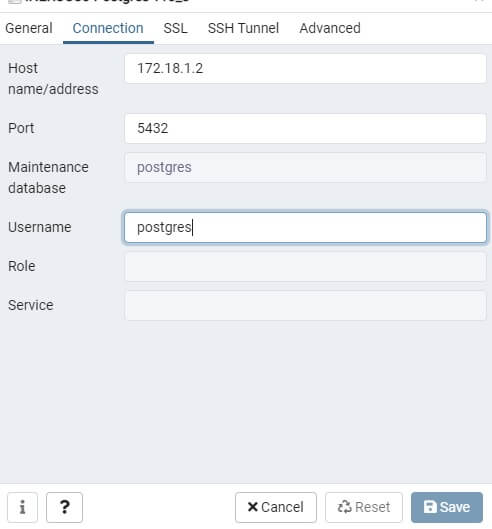 General Connection SSL SSH Tunnel Advanced
Host
name/address
172.18.1.2
Port
5432
Maintenance
database
postgres
Username
postgres
Role
Service
i ? Cancel Reset Save